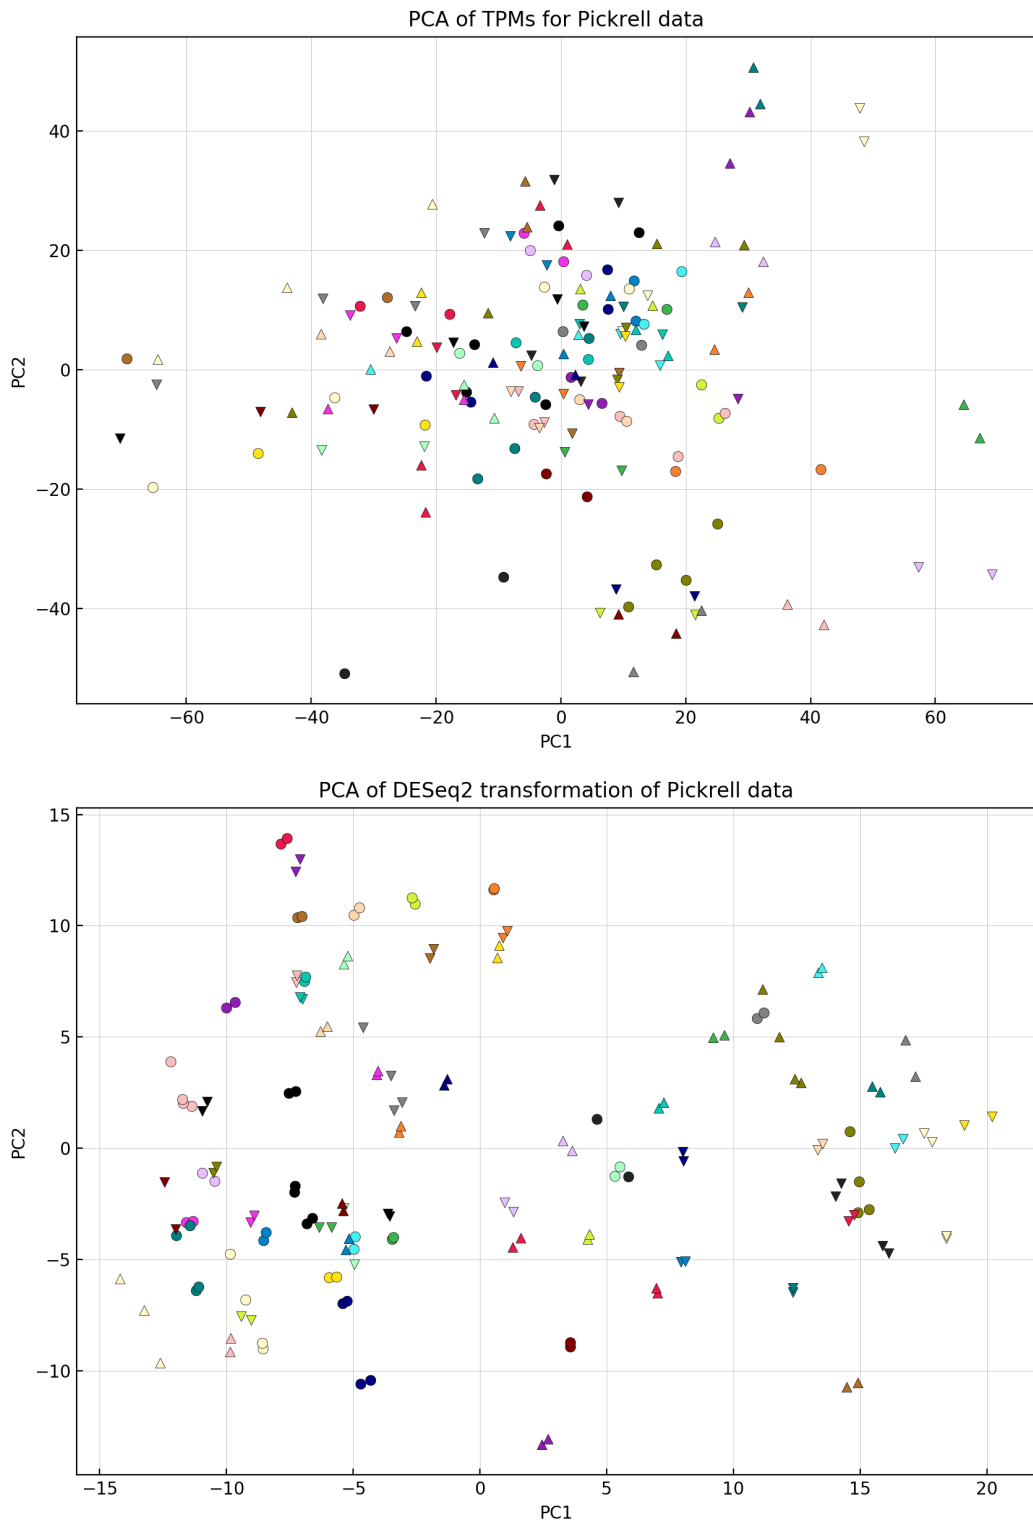 PCA of TPMs for Pickrell data
PC2
40
20
0
−20
−40
−60 −40 −20 0 20 40 60
PC1
PCA of DESeq2 transformation of Pickrell data
PC2
15
10
5
0
−5
−10
−15 −10 −5 0 5 10 15 20
PC1